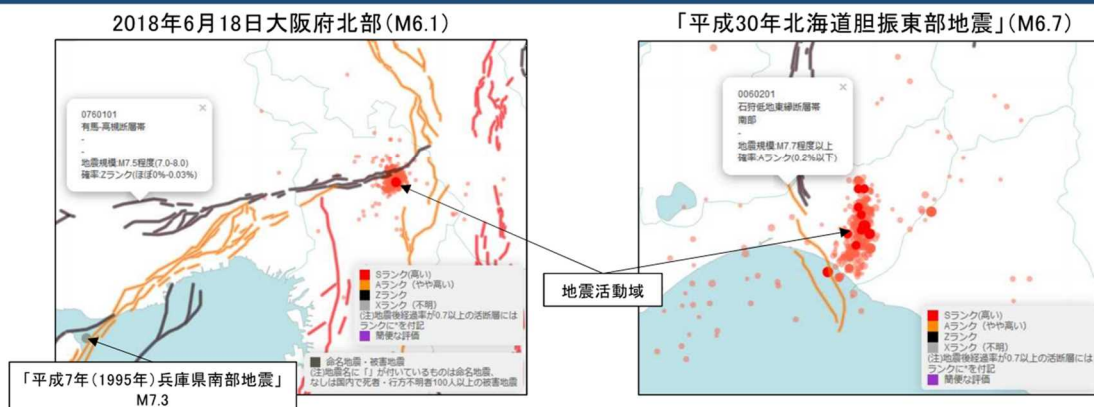 2018年6月18日大阪府北部(M6.1)
「平成30年北海道胆振東部地震」(M6.7)
0760101
有馬-高槻断層帯
-
-
地震規模:M7.5程度(7.0-8.0)
確率:Zランク(ほぼ0%-0.03%)
0060201
石狩低地東縁断層帯
南部
-
地震規模:M7.7程度以上
確率:Aランク(0.2%以下)
地震活動域
Sランク(高い)
Aランク(やや高い)
Zランク
Xランク(不明)
(注)地震後経過率が0.7以上の活断層には
ランクに*を付記
簡便な評価
命名地震・被害地震
(注)地震名に「」が付いているものは命名地震、
なしは国内で死者・行方不明者100人以上の被害地震
「平成7年(1995年)兵庫県南部地震」
M7.3
Sランク(高い)
Aランク(やや高い)
Zランク
Xランク(不明)
(注)地震後経過率が0.7以上の活断層には
ランクに*を付記
簡便な評価